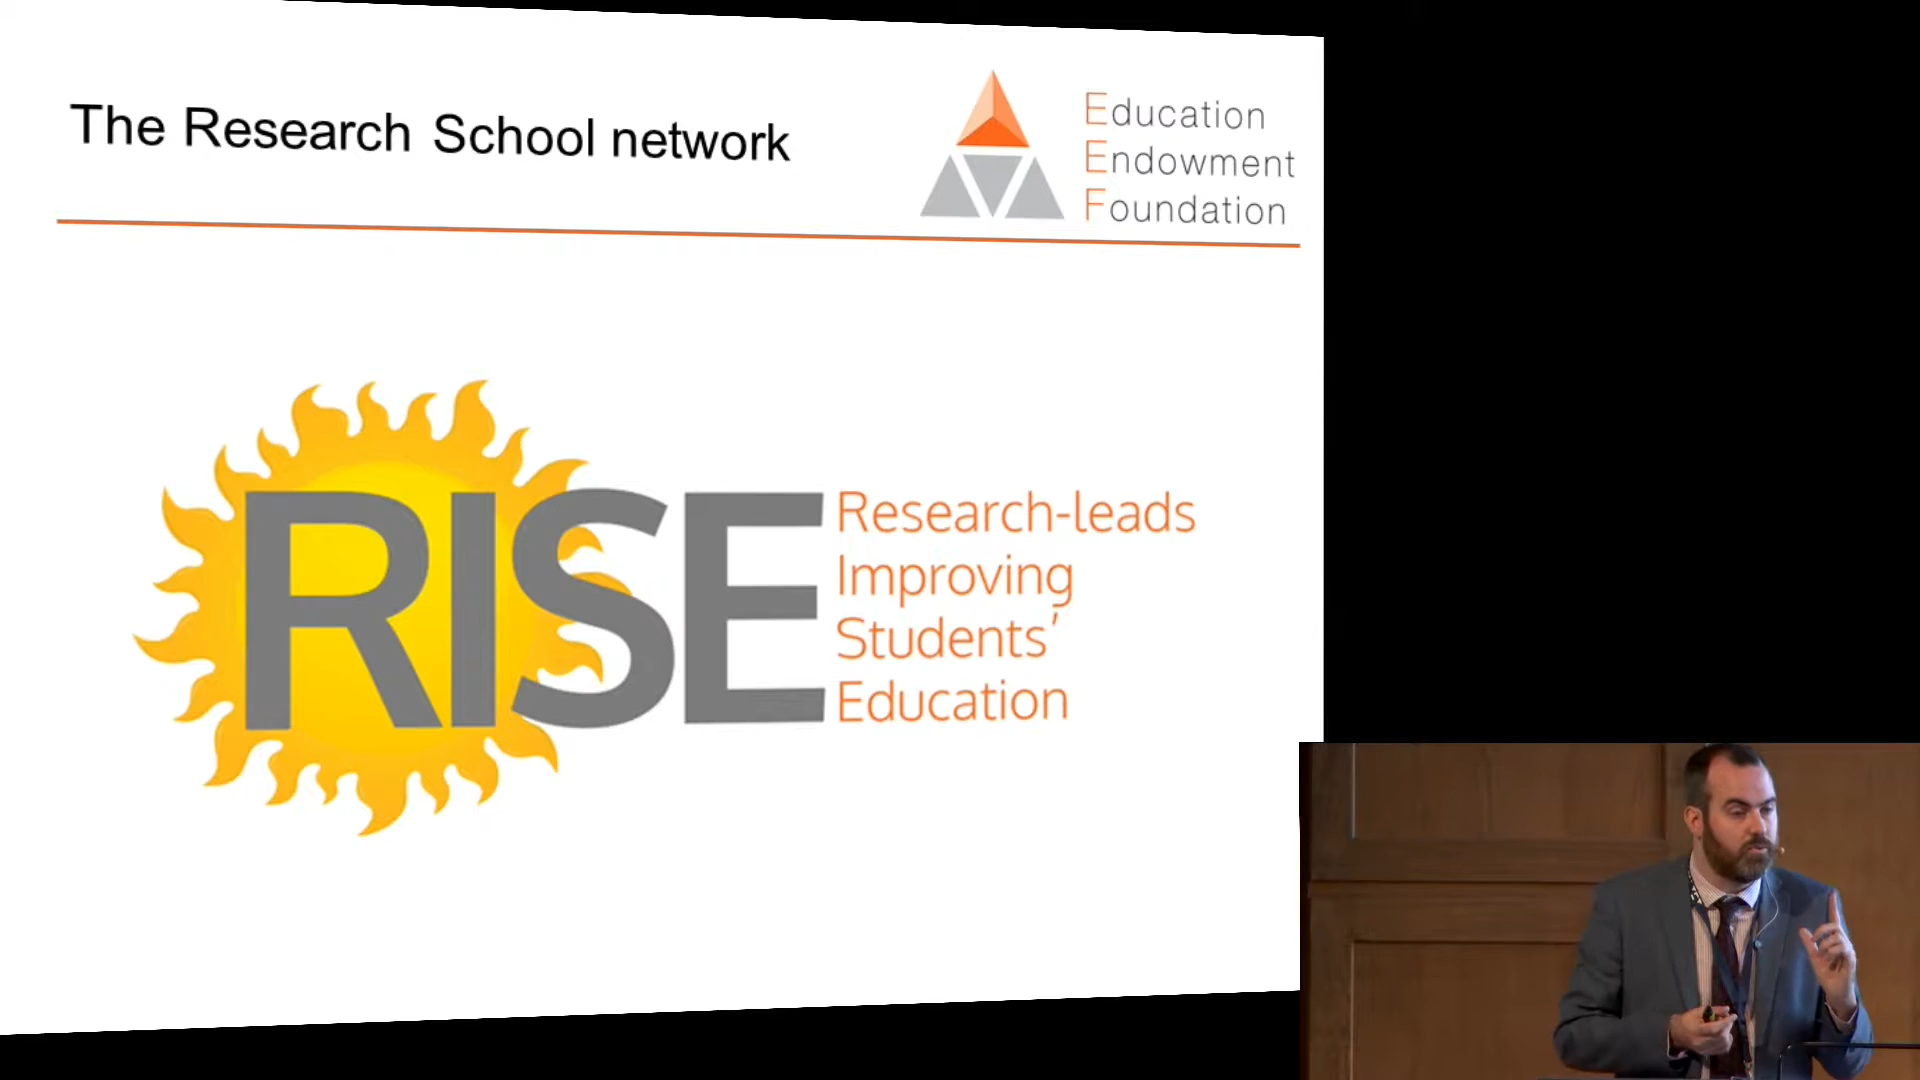 The Research School network
Education
Endowment
Foundation
RISE
Research-leads
Improving
Students’
Education